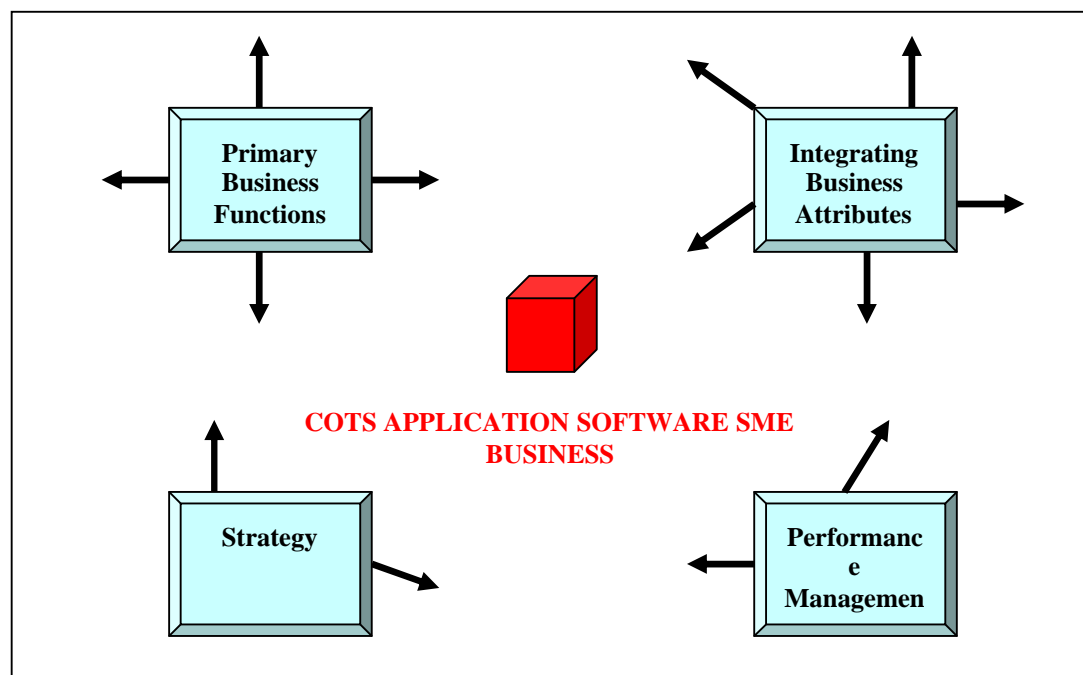 Primary
Business
Functions
Integrating
Business
Attributes
COTS APPLICATION SOFTWARE SME
BUSINESS
Strategy
Performanc
e
Managemen